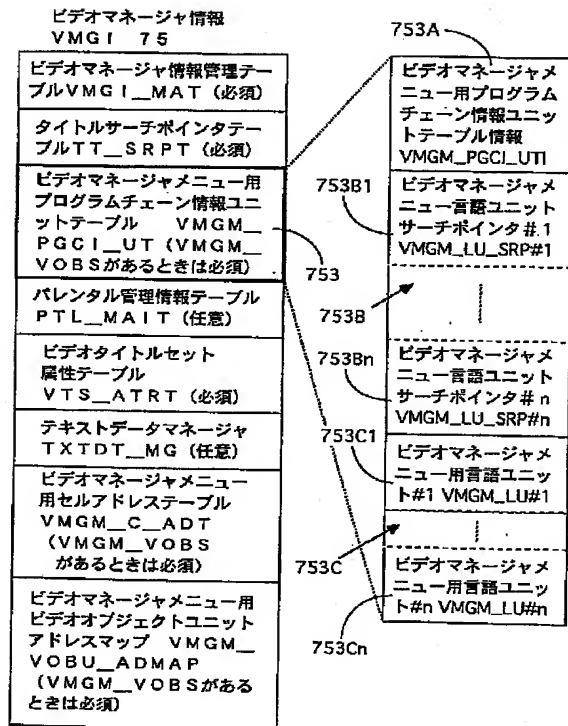 ビデオマネージャ情報
VMGI 75
ビデオマネージャ情報管理テー
ブルVMGI__MAT (必須)
タイトルサーチポインタテー
ブルTT__SRPT (必須)
ビデオマネージャメニュー用
プログラムチェーン情報ユニ
ットテーブル VMGM__
PGCI__UT (VMGM__
VOBSがあるときは必須)
パレンタル管理情報テーブル
PTL__MAIT (任意)
ビデオタイトルセット
属性テーブル
VTS__ATRT (必須)
テキストデータマネージャ
TXTDT__MG (任意)
ビデオマネージャメニュー
用セルアドレステーブル
VMGM__C__ADT
(VMGM__VOBS
があるときは必須)
ビデオマネージャメニュー用
ビデオオブジェクトユニット
アドレスマップ VMGM__
VOBU__ADMAP
(VMGM__VOBSがある
ときは必須)
753
753A
ビデオマネージャメ
ニュー用プログラム
チェーン情報ユニッ
トテーブル情報
VMGM_PGCI_UTI
753B1
ビデオマネージャメ
ニュー言語ユニット
サーチポインタ#.1
VMGM_LU_SRP#1
753B
753Bn
ビデオマネージャメ
ニュー言語ユニット
サーチポインタ#n
VMGM_LU_SRP#n
753C1
ビデオマネージャメ
ニュー用言語ユニッ
ト#1 VMGM_LU#1
753C
ビデオマネージャメ
ニュー用言語ユニッ
ト#n VMGM_LU#n
753Cn